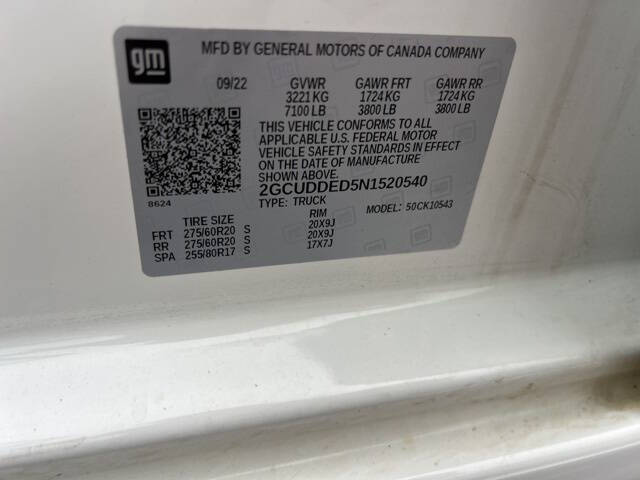 gm
MFD BY GENERAL MOTORS OF CANADA COMPANY
09/22 GVWR GAWR FRT GAWR RR
3221 KG 1724 KG 1724 KG
7100 LB 3800 LB 3800 LB
THIS VEHICLE CONFORMS TO ALL
APPLICABLE U.S. FEDERAL MOTOR
VEHICLE SAFETY STANDARDS IN EFFECT
ON THE DATE OF MANUFACTURE
SHOWN ABOVE.
8624
2GCUDDED5N1520540
TYPE: TRUCK MODEL: 50CK10543
TIRE SIZE RIM
FRT 275/60R20 S 20X9J
RR 275/60R20 S 20X9J
SPA 255/80R17 S 17X7J